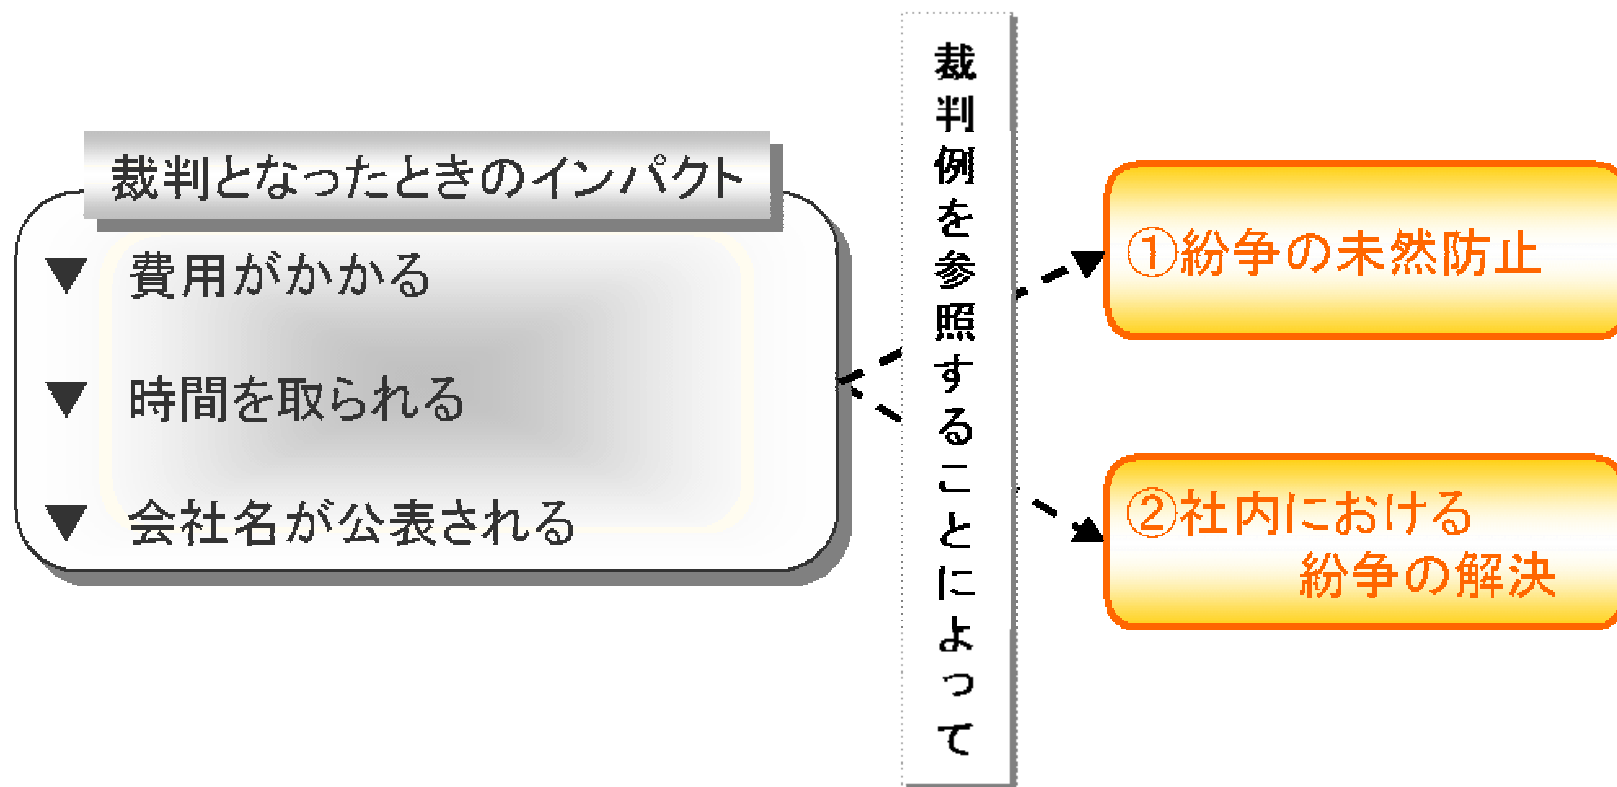 裁判となったときのインパクト
▼ 費用がかかる
▼ 時間を取られる
▼ 会社名が公表される
裁判例を参照することによって
①紛争の未然防止
②社内における
紛争の解決